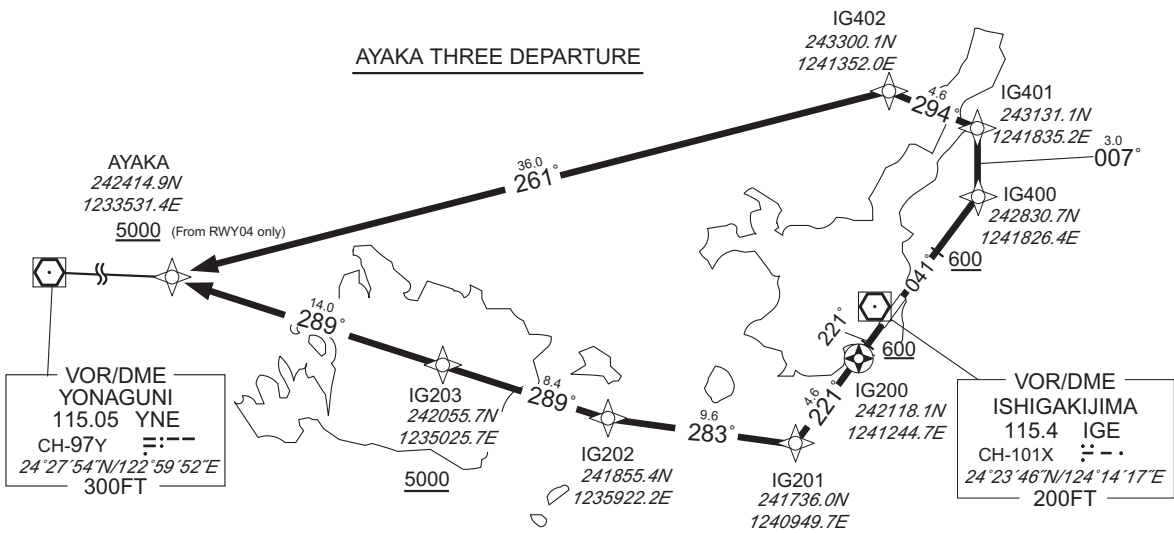 AYAKA THREE DEPARTURE
IG402
243300.1N
1241352.0E
4.6
294°
IG401
243131.1N
1241835.2E
3.0
007°
IG400
242830.7N
1241826.4E
36.0
261°
AYAKA
242414.9N
1233531.4E
5000 (From RWY04 only)
600
041°
221°
600
14.0
289°
IG203
242055.7N
1235025.7E
5000
8.4
289°
IG202
241855.4N
1235922.2E
9.6
283°
IG201
241736.0N
1240949.7E
4.6
221°
IG200
242118.1N
1241244.7E
VOR/DME
YONAGUNI
115.05 YNE
CH-97Y
24°27´54˝N/122°59´52˝E
300FT
VOR/DME
ISHIGAKIJIMA
115.4 IGE
CH-101X
24°23´46˝N/124°14´17˝E
200FT